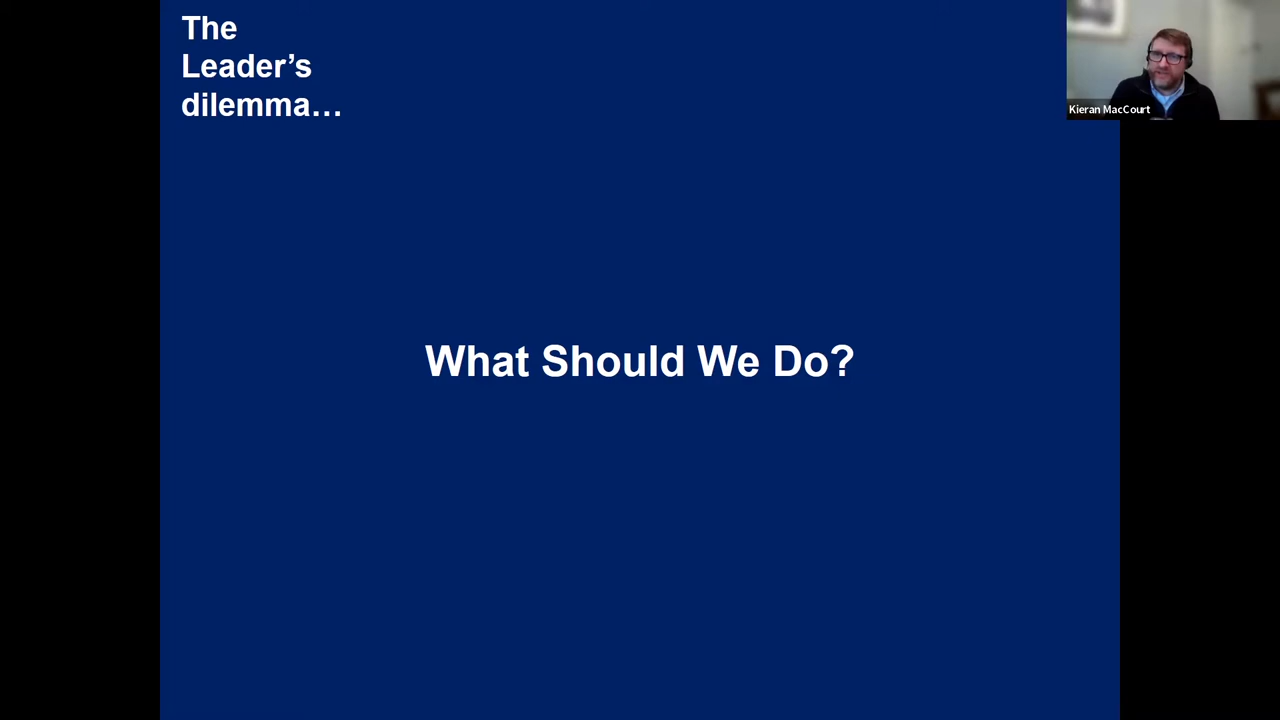 The
Leader’s
dilemma…
Kieran MacCourt
What Should We Do?